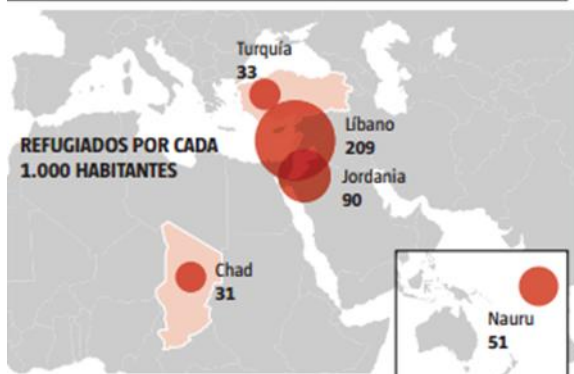 Turquía
33
REFUGIADOS POR CADA
1.000 HABITANTES
Líbano
209
Jordania
90
Chad
31
Nauru
51